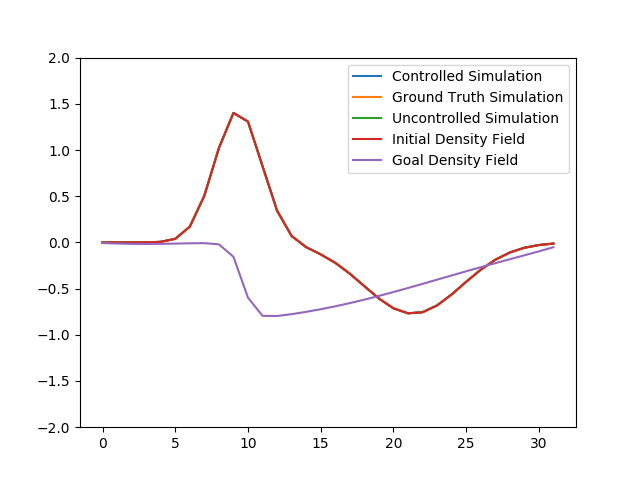 2.0
1.5
1.0
0.5
0.0
−0.5
−1.0
−1.5
−2.0
0 5 10 15 20 25 30
Controlled Simulation
Ground Truth Simulation
Uncontrolled Simulation
Initial Density Field
Goal Density Field